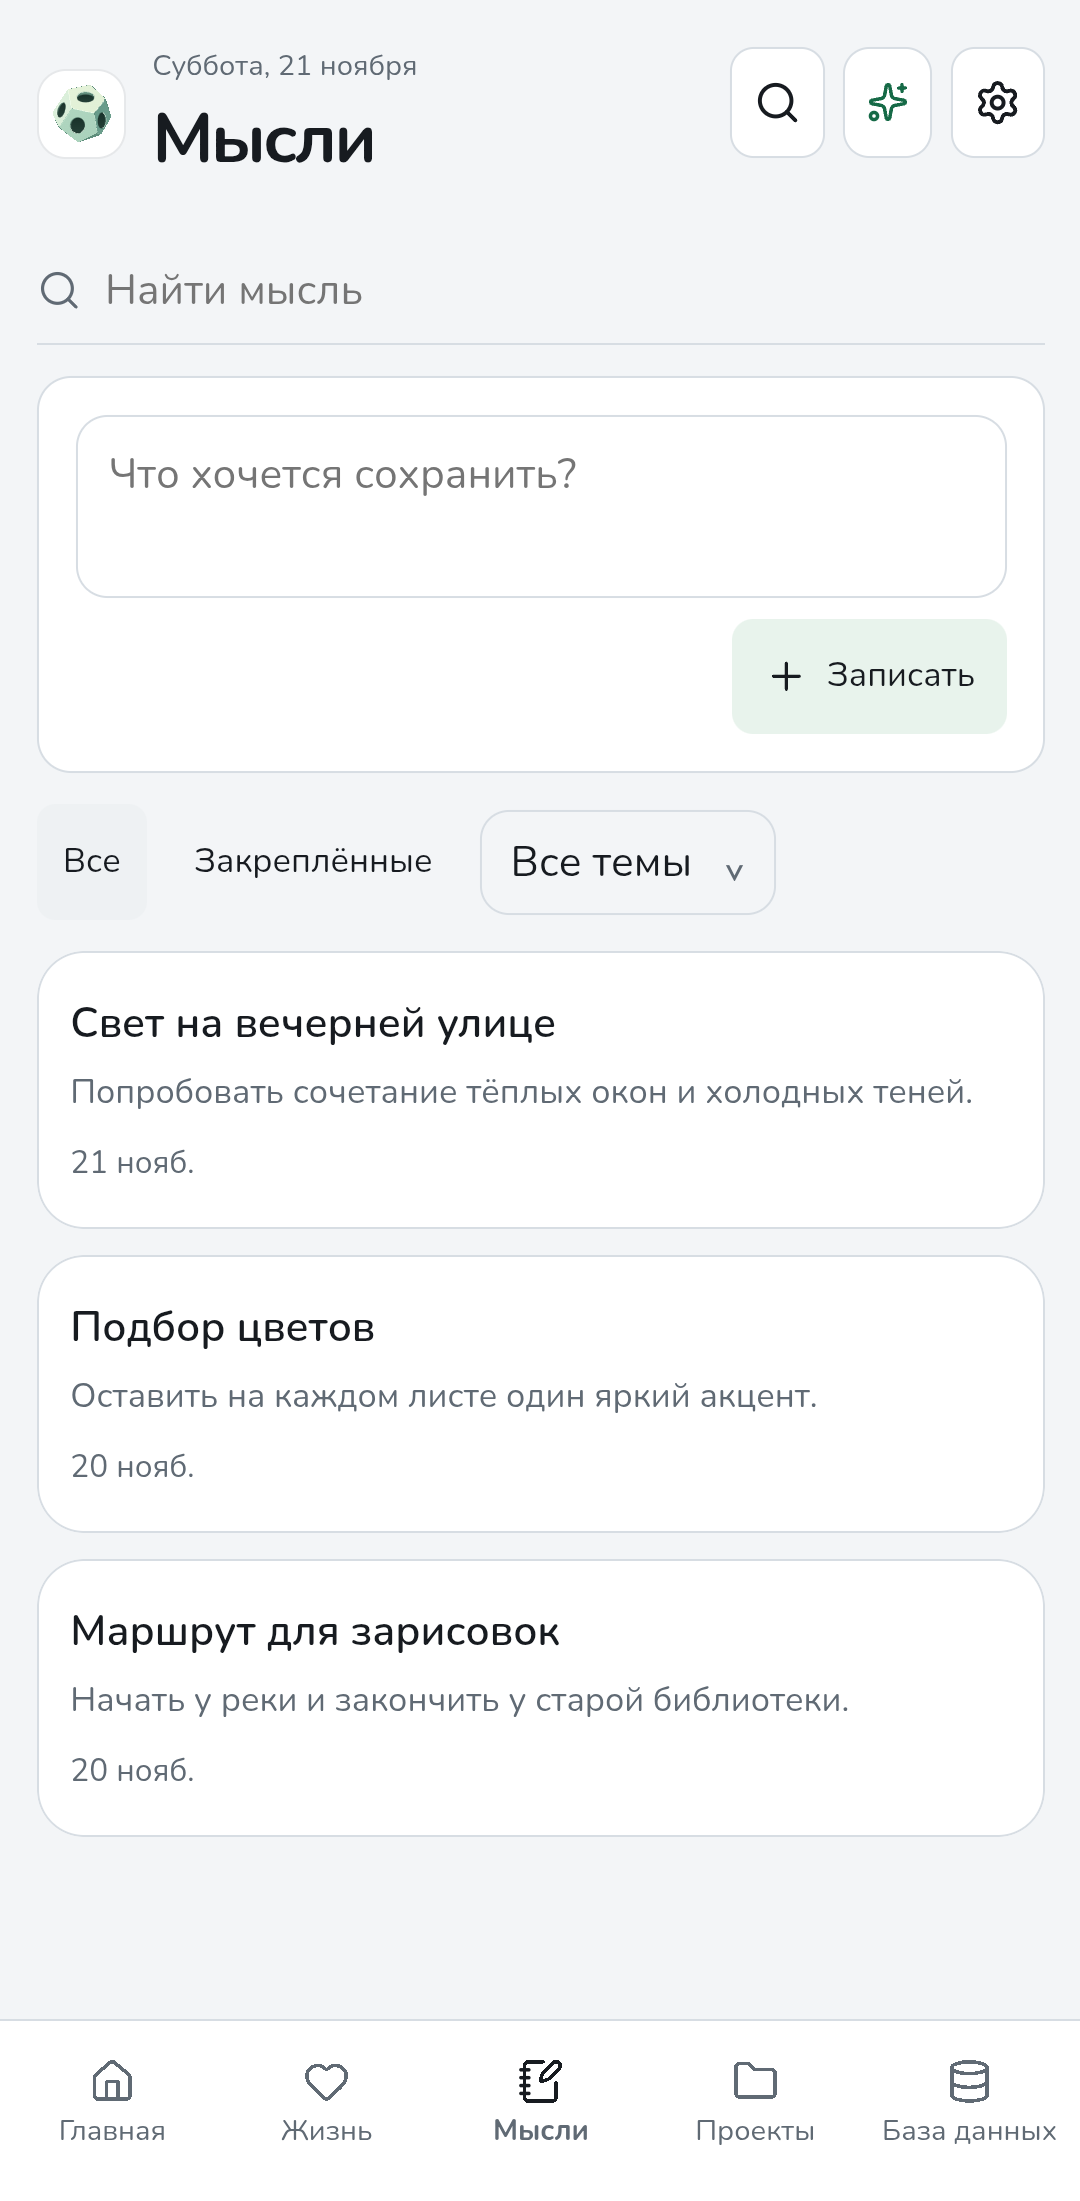 Суббота, 21 ноября
Мысли
Найти мысль
Что хочется сохранить?
Записать
Все
Закреплённые
Все темы
Свет на вечерней улице
Попробовать сочетание тёплых окон и холодных теней.
21 нояб.
Подбор цветов
Оставить на каждом листе один яркий акцент.
20 нояб.
Маршрут для зарисовок
Начать у реки и закончить у старой библиотеки.
20 нояб.
Главная
Жизнь
Мысли
Проекты
База данных